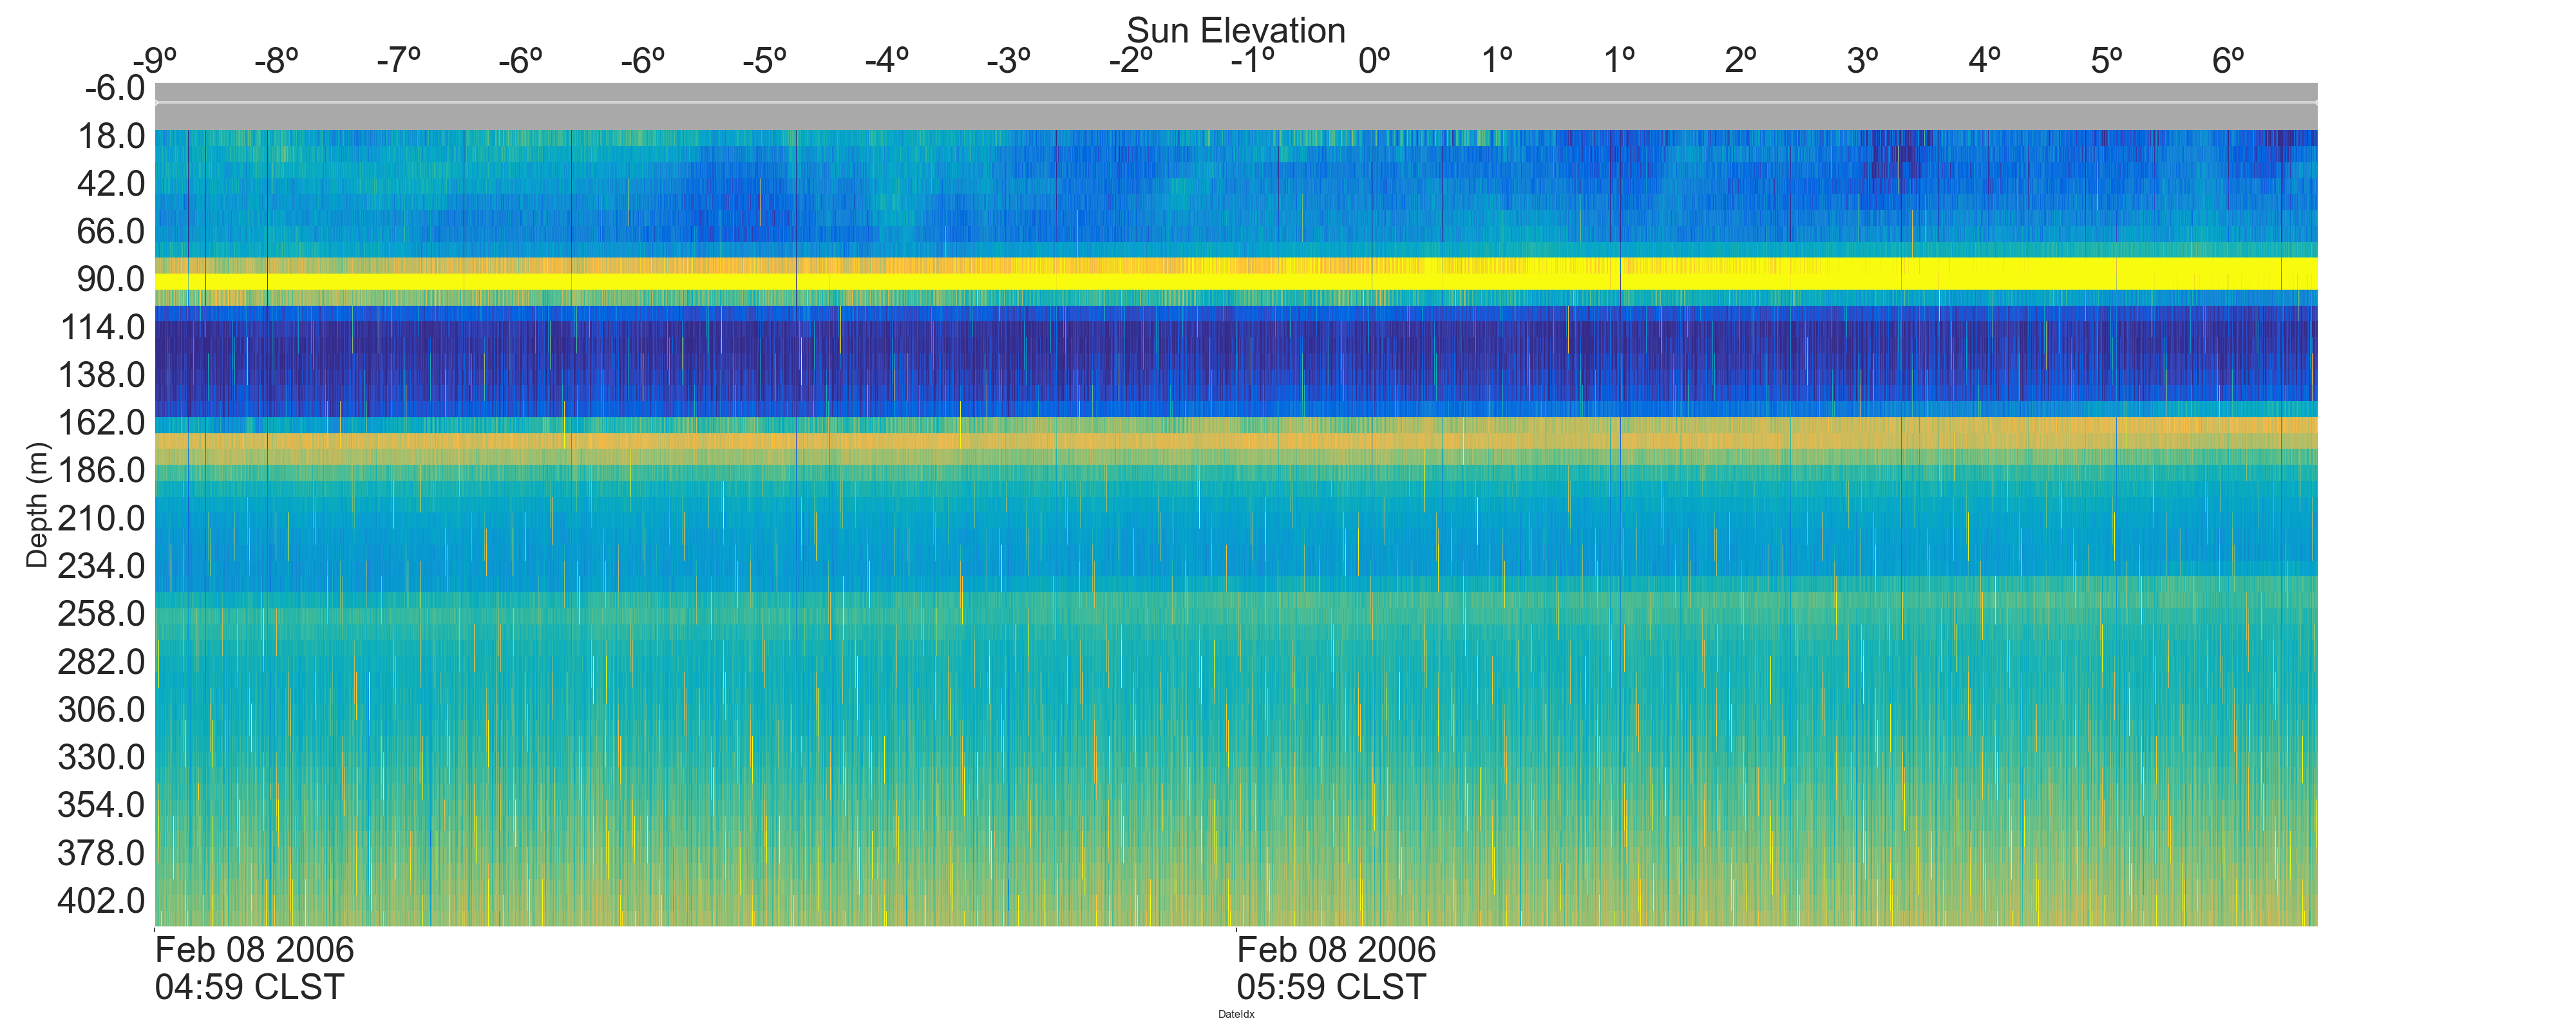 Sun Elevation
-9º -8º -7º -6º -6º -5º -4º -3º -2º -1º 0º 1º 1º 2º 3º 4º 5º 6º
-6.0
18.0
42.0
66.0
90.0
114.0
138.0
162.0
186.0
210.0
234.0
258.0
282.0
306.0
330.0
354.0
378.0
402.0
Depth (m)
Feb 08 2006
04:59 CLST
Feb 08 2006
05:59 CLST
DateIdx